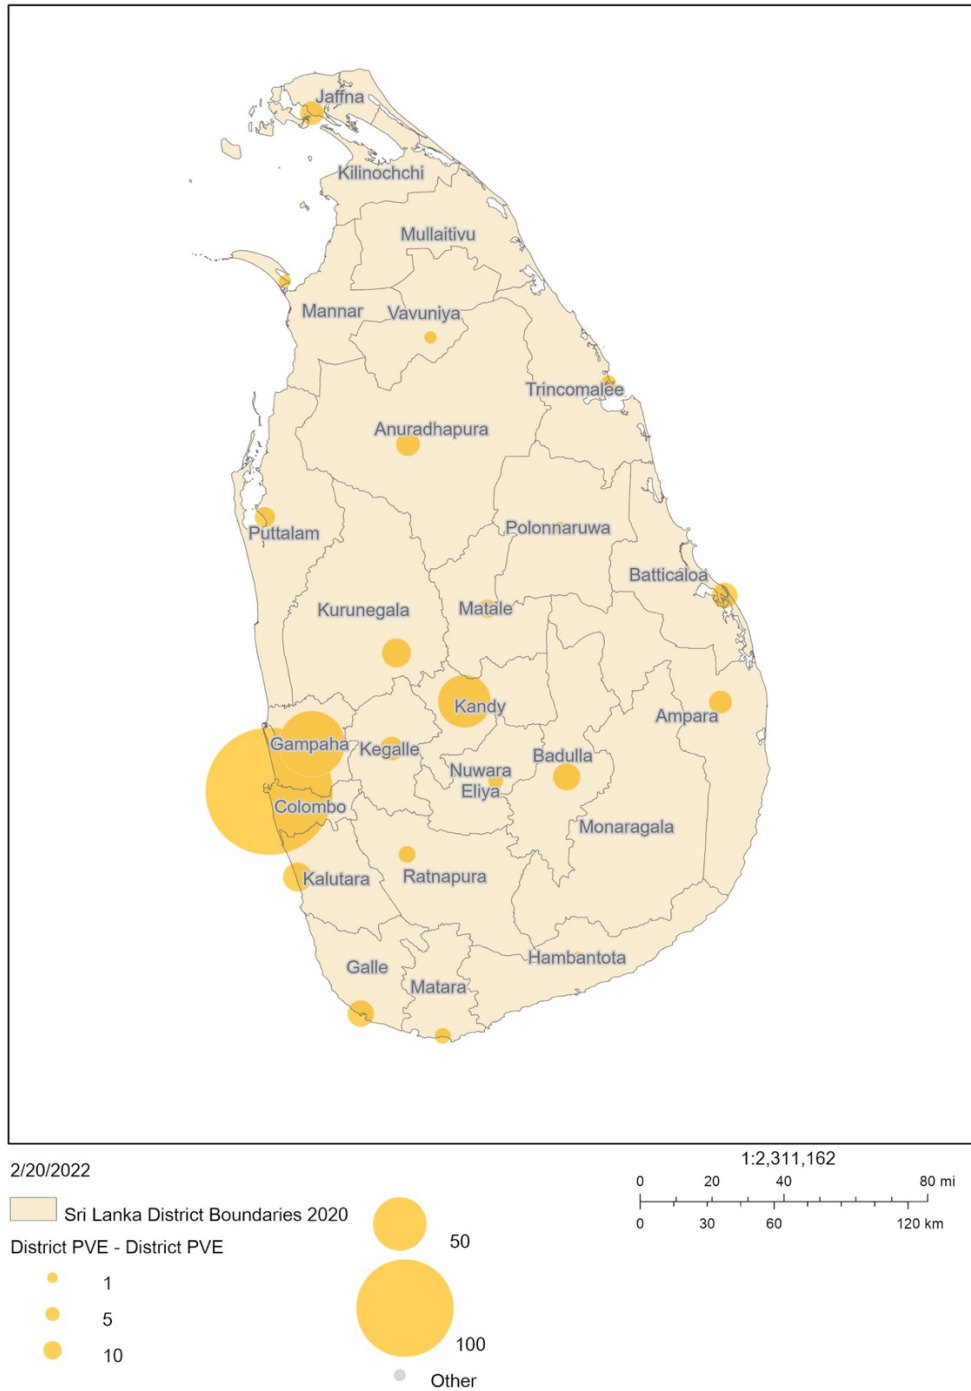 Jaffna
Kilinochchi
Mullaitivu
Mannar
Vavuniya
Trincomalee
Anuradhapura
Puttalam
Polonnaruwa
Batticaloa
Kurunegala
Matale
Kandy
Ampara
Gampaha
Kegalle
Nuwara
Eliya
Badulla
Colombo
Monaragala
Kalutara
Ratnapura
Galle
Matara
Hambantota
2/20/2022
Sri Lanka District Boundaries 2020
District PVE - District PVE
1
5
10
50
100
Other
1:2,311,162
0 20 40 80 mi
0 30 60 120 km